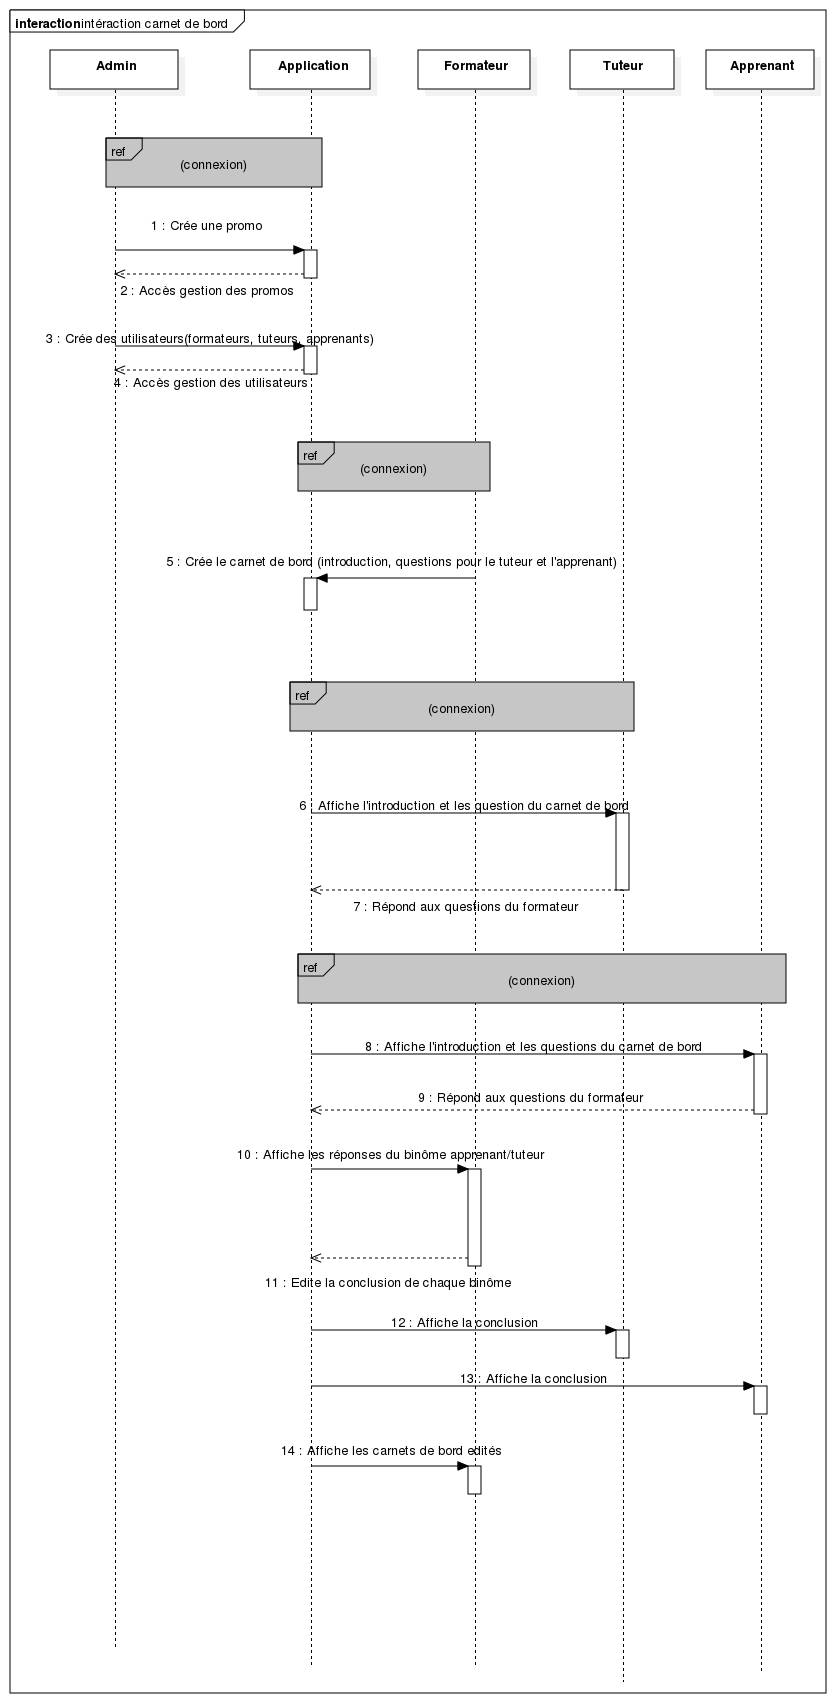 interactionintéraction carnet de bord
Admin
Application
Formateur
Tuteur
Apprenant
ref
(connexion)
1 : Crée une promo
2 : Accès gestion des promos
3 : Crée des utilisateurs(formateurs, tuteurs, apprenants)
4 : Accès gestion des utilisateurs
ref
(connexion)
5 : Crée le carnet de bord (introduction, questions pour le tuteur et l'apprenant)
ref
(connexion)
6 : Affiche l'introduction et les question du carnet de bord
7 : Répond aux questions du formateur
ref
(connexion)
8 : Affiche l'introduction et les questions du carnet de bord
9 : Répond aux questions du formateur
10 : Affiche les réponses du binôme apprenant/tuteur
11 : Edite la conclusion de chaque binôme
12 : Affiche la conclusion
13 : Affiche la conclusion
14 : Affiche les carnets de bord edités